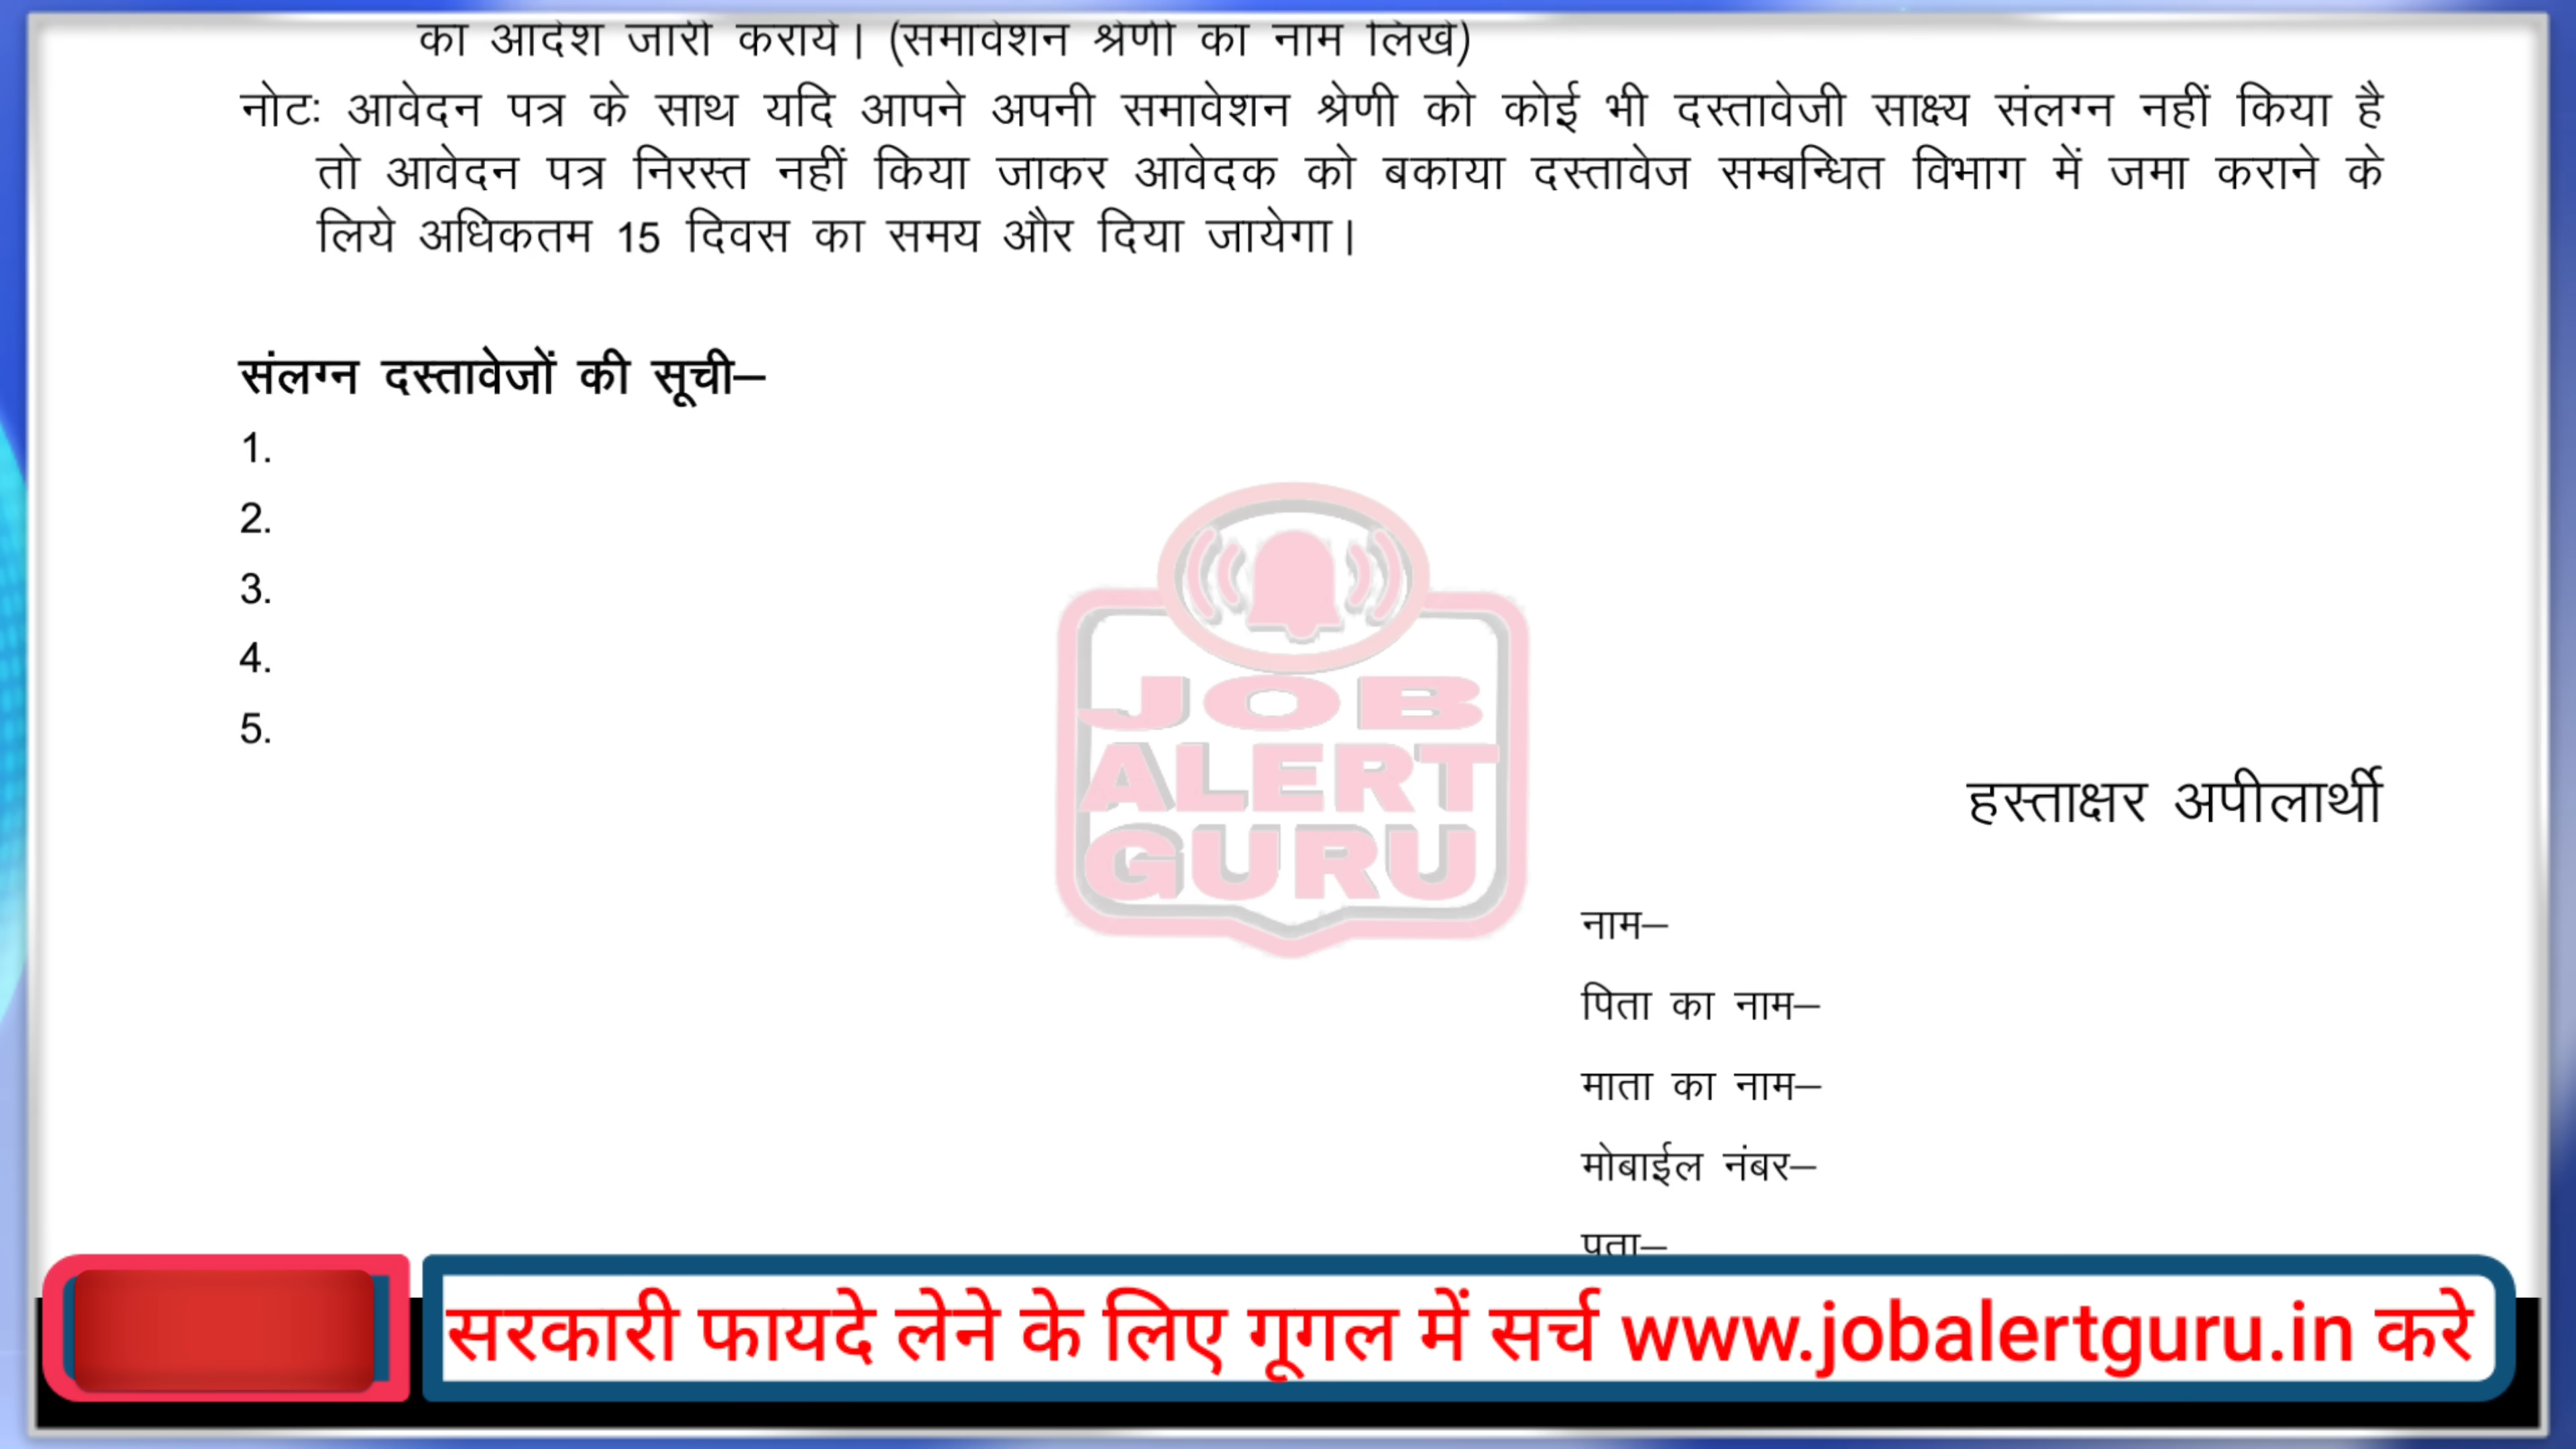 का आदेश जारी कराये। (समावेशन श्रेणी का नाम लिखे)
नोटः आवेदन पत्र के साथ यदि आपने अपनी समावेशन श्रेणी को कोई भी दस्तावेजी साक्ष्य संलग्न नहीं किया है
तो आवेदन पत्र निरस्त नहीं किया जाकर आवेदक को बकाया दस्तावेज सम्बन्धित विभाग में जमा कराने के
लिये अधिकतम 15 दिवस का समय और दिया जायेगा।
संलग्न दस्तावेजों की सूची–
1.
2.
3.
4.
5.
JOB
ALERT
GURU
हस्ताक्षर अपीलार्थी
नाम–
पिता का नाम–
माता का नाम–
मोबाईल नंबर–
पता–
सरकारी फायदे लेने के लिए गूगल में सर्च www.jobalertguru.in करे